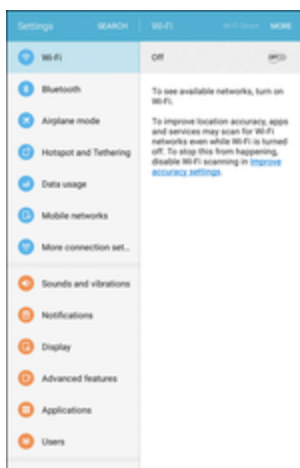 Settings
SEARCH
Wi-Fi
Wi-Fi Direct
MORE
Wi-Fi
Bluetooth
Airplane mode
Hotspot and Tethering
Data usage
Mobile networks
More connection set...
Sounds and vibrations
Notifications
Display
Advanced features
Applications
Users
Off
To see available networks, turn on
Wi-Fi.
To improve location accuracy, apps
and services may scan for Wi-Fi
networks even while Wi-Fi is turned
off. To stop this from happening,
disable Wi-Fi scanning in Improve
accuracy settings.